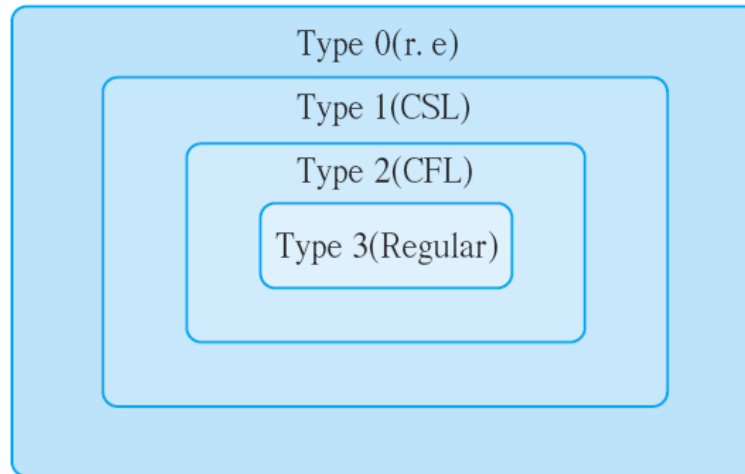 Type 0(r. e)
Type 1(CSL)
Type 2(CFL)
Type 3(Regular)